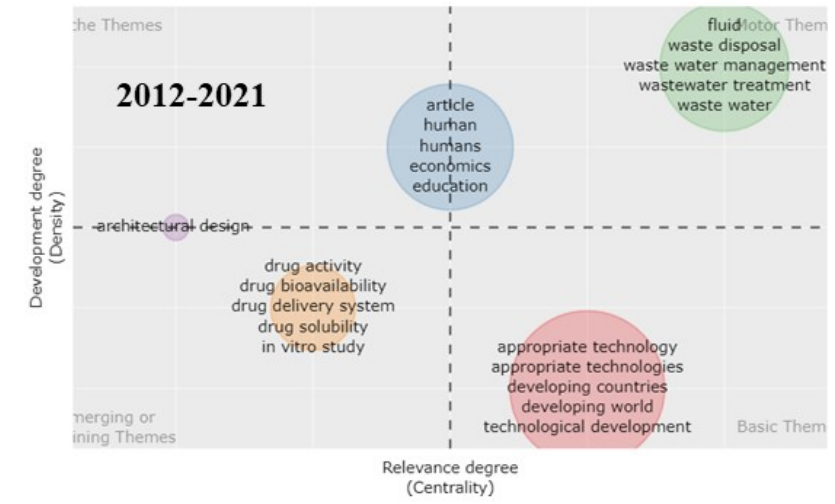 che Themes
Motor Them
2012-2021
fluid
waste disposal
waste water management
wastewater treatment
waste water
article
human
humans
economics
education
architectural design
drug activity
drug bioavailability
drug delivery system
drug solubility
in vitro study
appropriate technology
appropriate technologies
developing countries
developing world
technological development
merging or
ining Themes
Basic Them
Development degree
(Density)
Relevance degree
(Centrality)